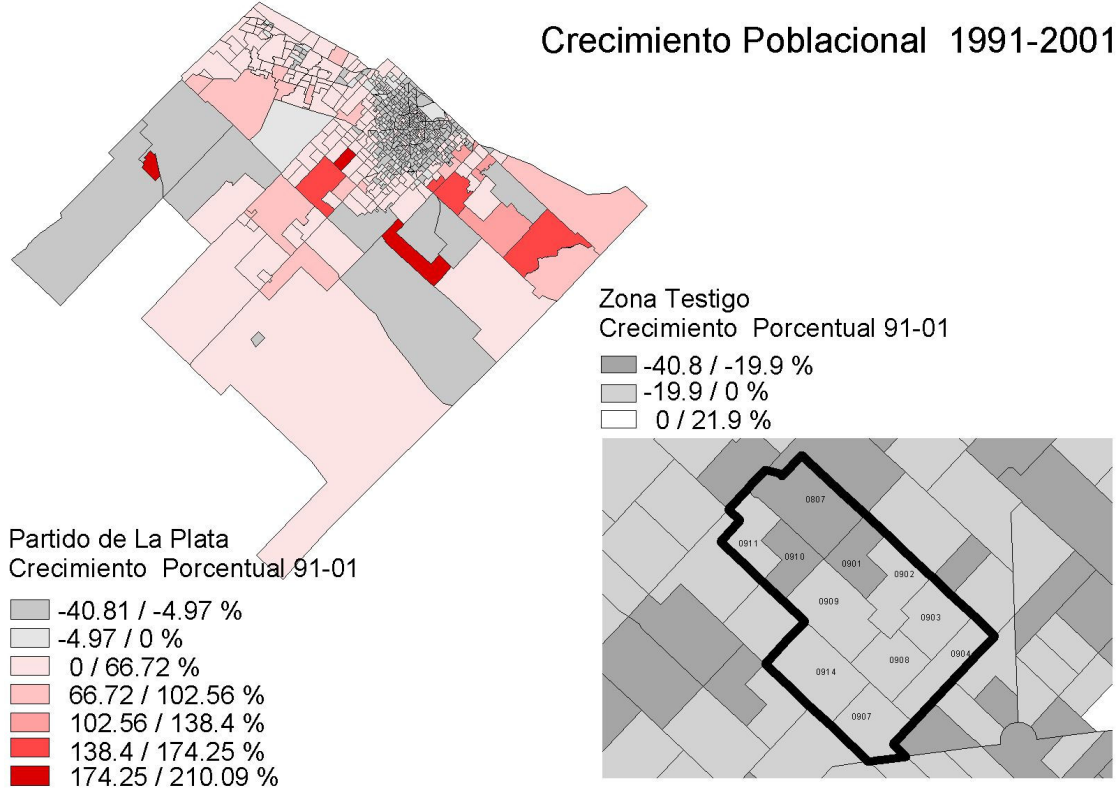 Crecimiento Poblacional 1991-2001
Zona Testigo
Crecimiento Porcentual 91-01
-40.8 / -19.9 %
-19.9 / 0 %
0 / 21.9 %
0807
0911
0910
0901
0902
0909
0903
0904
0908
0914
0907
Partido de La Plata
Crecimiento Porcentual 91-01
-40.81 / -4.97 %
-4.97 / 0 %
0 / 66.72 %
66.72 / 102.56 %
102.56 / 138.4 %
138.4 / 174.25 %
174.25 / 210.09 %